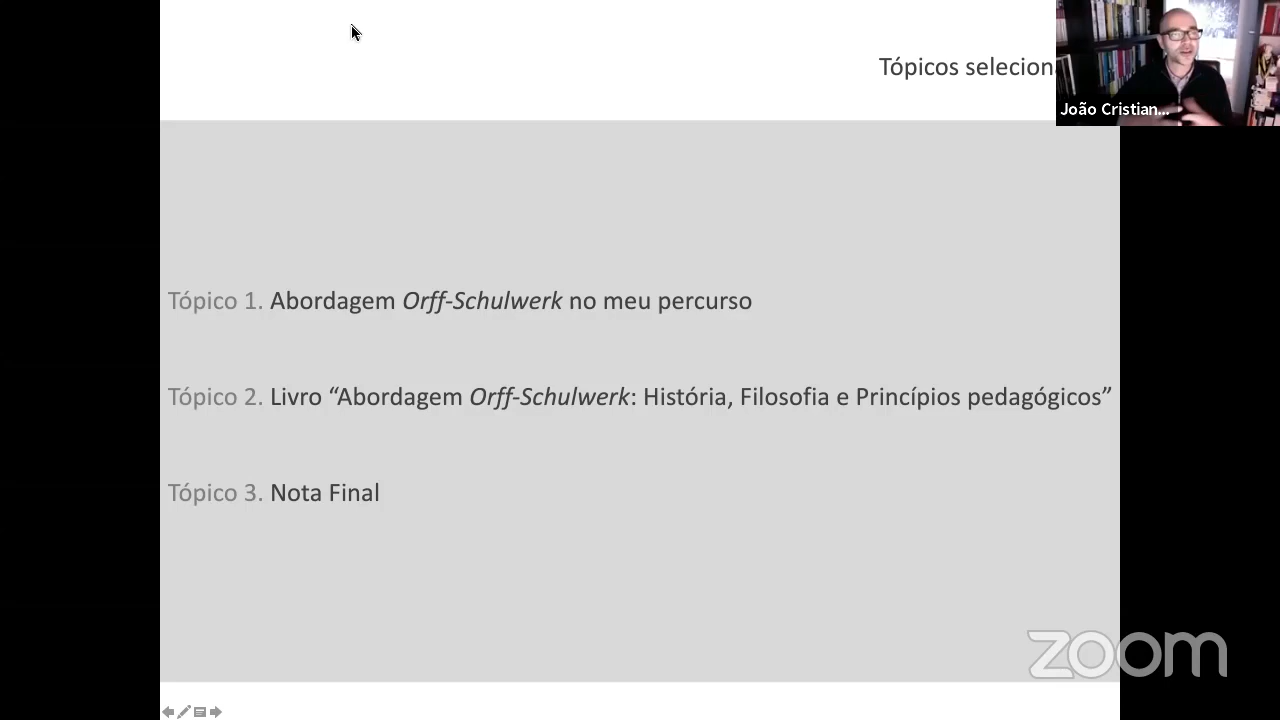 Tópicos selecion
João Cristian...
Tópico 1. Abordagem Orff-Schulwerk no meu percurso
Tópico 2. Livro “Abordagem Orff-Schulwerk: História, Filosofia e Princípios pedagógicos”
Tópico 3. Nota Final
zoom